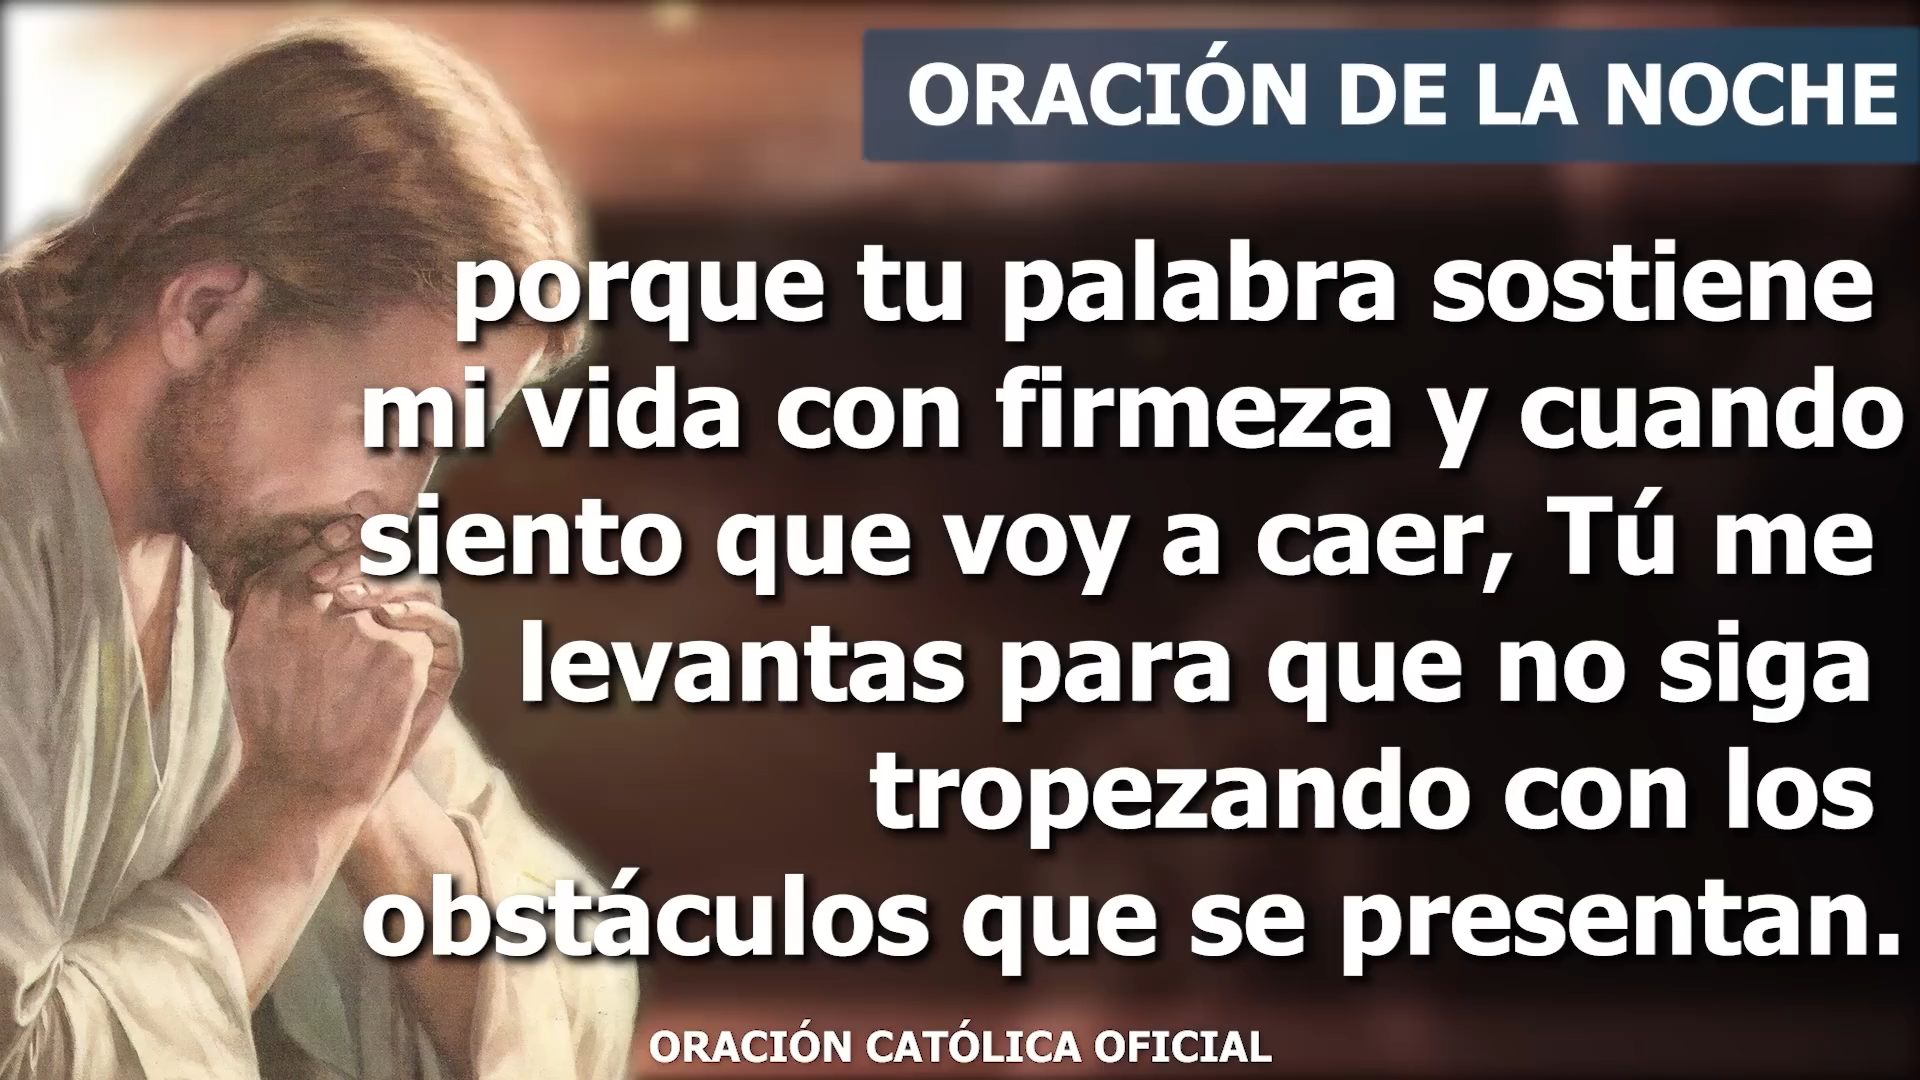 ORACIÓN DE LA NOCHE
porque tu palabra sostiene
mi vida con firmeza y cuando
siento que voy a caer, Tú me
levantas para que no siga
tropezando con los
obstáculos que se presentan.
ORACIÓN CATÓLICA OFICIAL